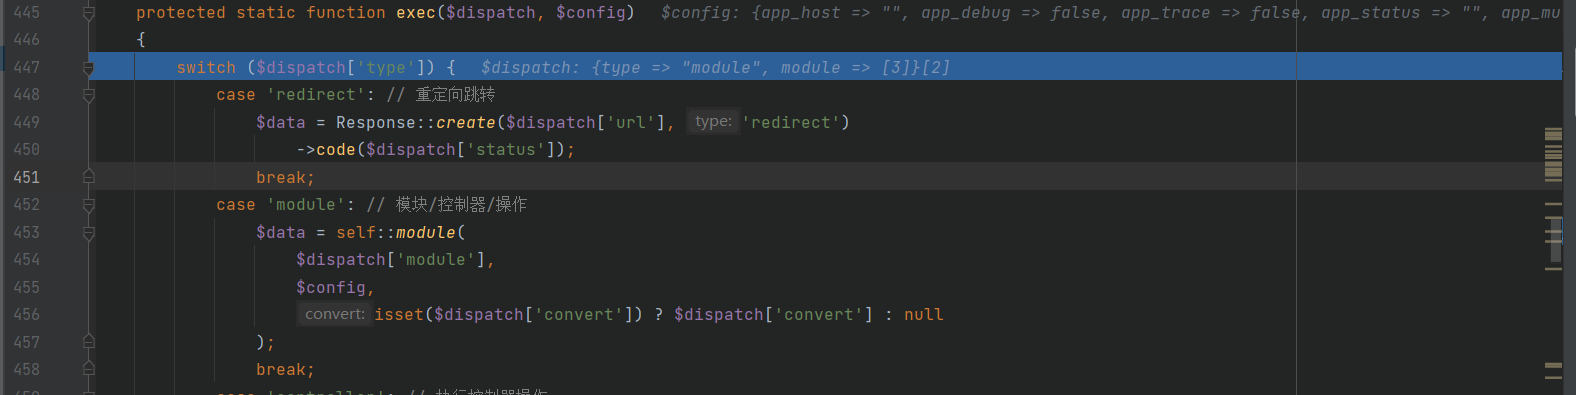 445 protected static function exec($dispatch, $config) $config: {app_host => "", app_debug => false, app_trace => false, app_status => "", app_mu
446 {
447 switch ($dispatch['type']) { $dispatch: {type => "module", module => [3]}[2]
448 case 'redirect': // 重定向跳转
449 $data = Response::create($dispatch['url'], type: 'redirect')
450 ->code($dispatch['status']);
451 break;
452 case 'module': // 模块/控制器/操作
453 $data = self::module(
454 $dispatch['module'],
455 $config,
456 convert: isset($dispatch['convert']) ? $dispatch['convert'] : null
457 );
458 break;